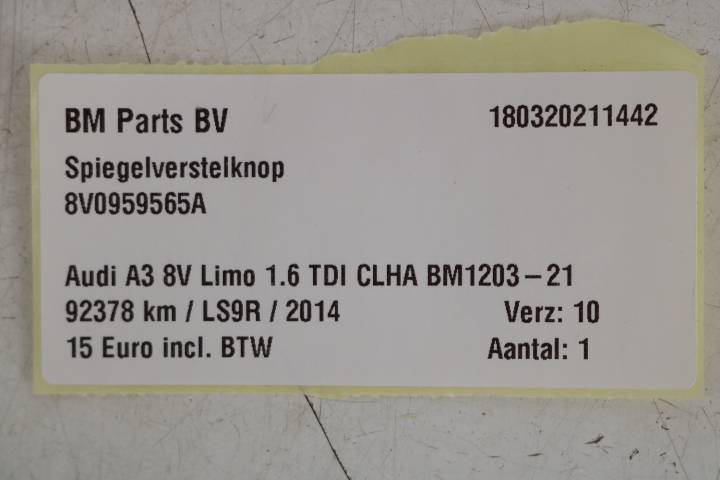 BM Parts BV 180320211442
Spiegelverstelknop
8V0959565A
Audi A3 8V Limo 1.6 TDI CLHA BM1203-21
92378 km / LS9R / 2014 Verz: 10
15 Euro incl. BTW Aantal: 1